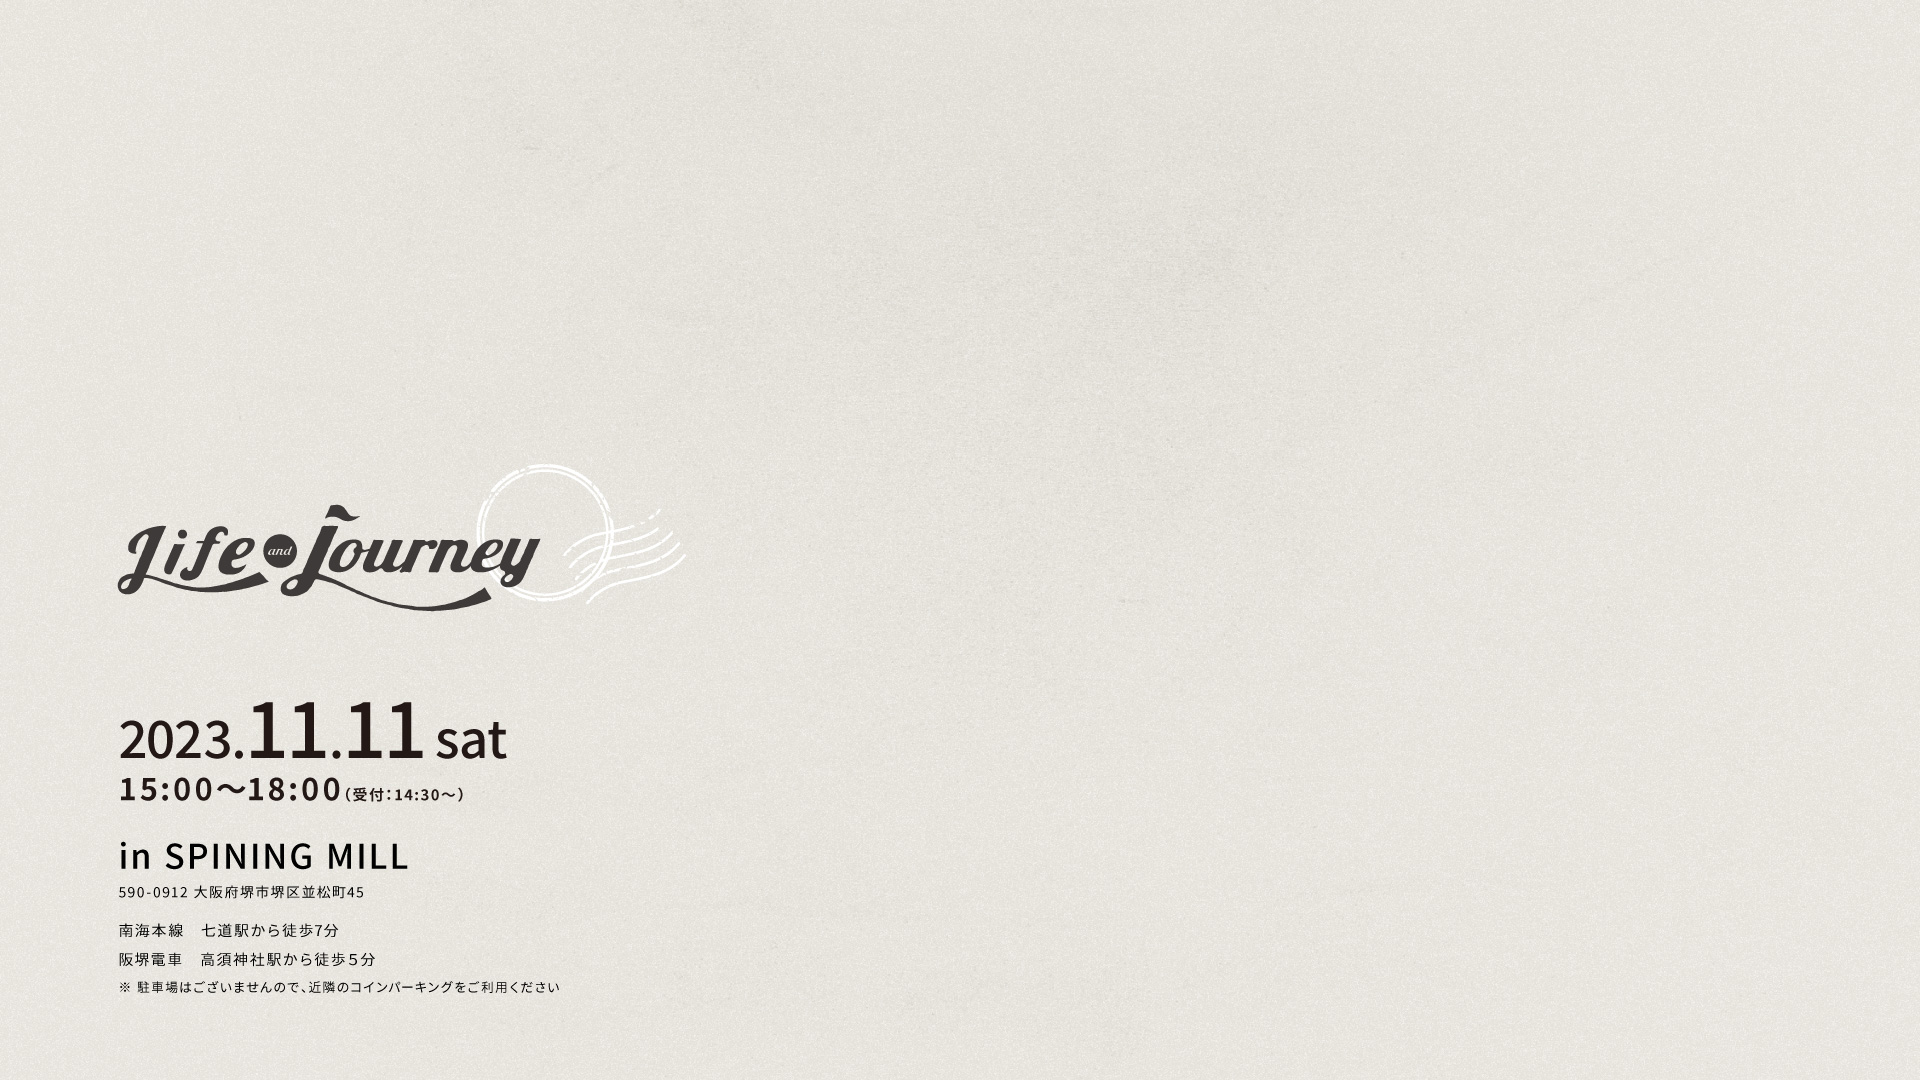 Life and Journey
2023.11.11 sat
15:00〜18:00(受付:14:30〜)
in SPINING MILL
590-0912 大阪府堺市堺区並松町45
南海本線　七道駅から徒歩7分
阪堺電車　高須神社駅から徒歩５分
※ 駐車場はございませんので、近隣のコインパーキングをご利用ください